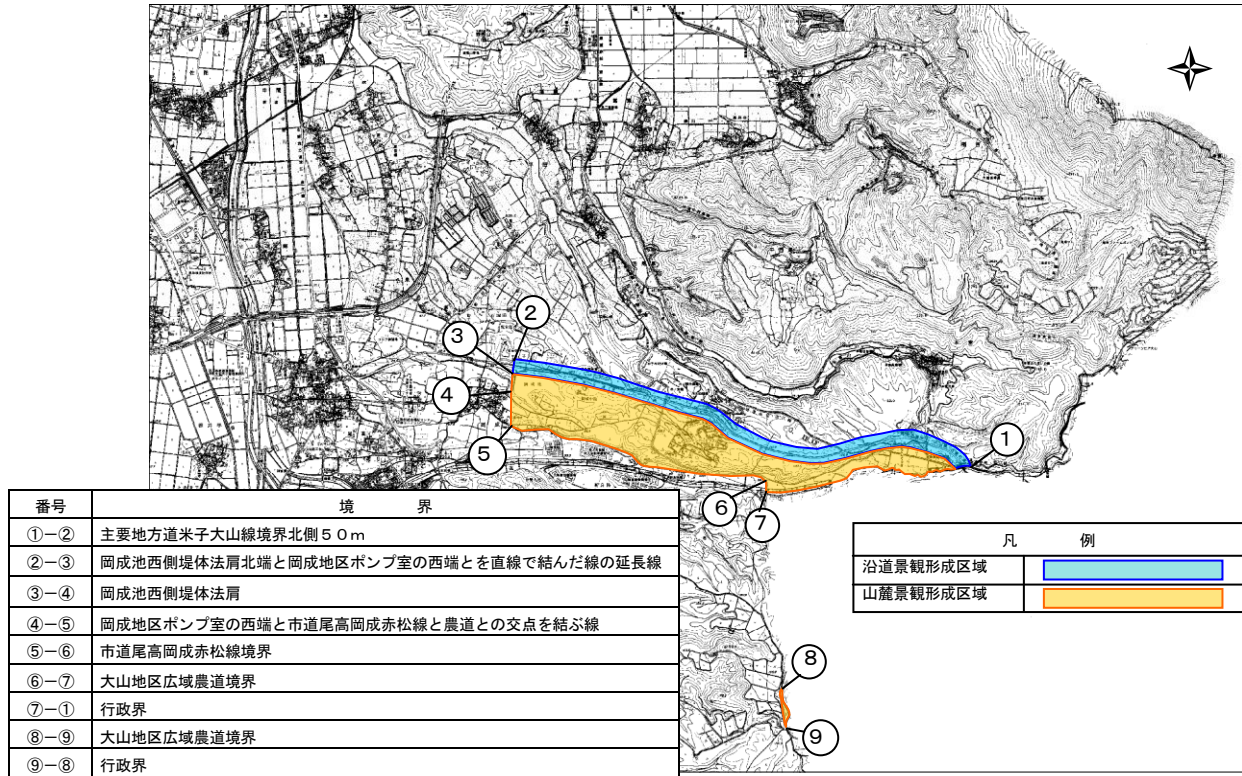 ②
③
④
⑤
①
⑥
⑦
⑧
⑨
番号 境　　界
①－② 主要地方道米子大山線境界北側５０ｍ
②－③ 岡成池西側堤体法肩北端と岡成地区ポンプ室の西端とを直線で結んだ線の延長線
③－④ 岡成池西側堤体法肩
④－⑤ 岡成地区ポンプ室の西端と市道尾高岡成赤松線と農道との交点を結ぶ線
⑤－⑥ 市道尾高岡成赤松線境界
⑥－⑦ 大山地区広域農道境界
⑦－① 行政界
⑧－⑨ 大山地区広域農道境界
⑨－⑧ 行政界
凡　　例
沿道景観形成区域
山麓景観形成区域